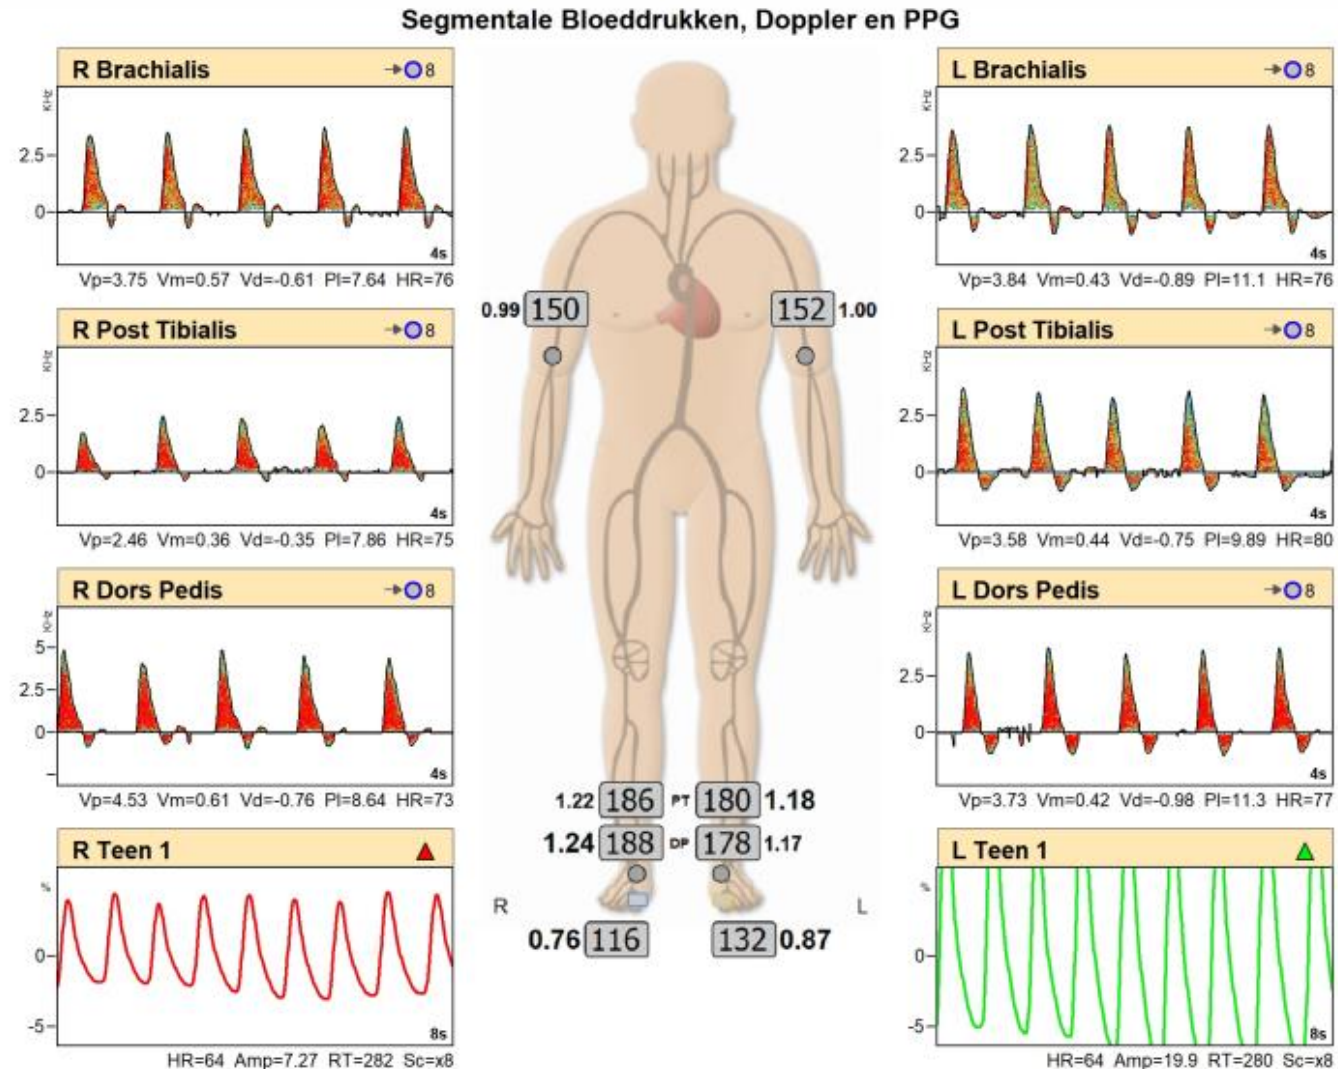 Segmentale Bloeddrukken, Doppler en PPG
R Brachialis
8
KHz
2.5
0
4s
Vp=3.75 Vm=0.57 Vd=-0.61 PI=7.64 HR=76
R Post Tibialis
8
KHz
2.5
0
4s
Vp=2.46 Vm=0.36 Vd=-0.35 PI=7.86 HR=75
R Dors Pedis
8
KHz
5
2.5
0
4s
Vp=4.53 Vm=0.61 Vd=-0.76 PI=8.64 HR=73
R Teen 1
%
0
-5
8s
HR=64 Amp=7.27 RT=282 Sc=x8
0.99 150 152 1.00
1.22 186 PT 180 1.18
1.24 188 DP 178 1.17
R L
0.76 116 132 0.87
L Brachialis
8
KHz
2.5
0
4s
Vp=3.84 Vm=0.43 Vd=-0.89 PI=11.1 HR=76
L Post Tibialis
8
KHz
2.5
0
4s
Vp=3.58 Vm=0.44 Vd=-0.75 PI=9.89 HR=80
L Dors Pedis
8
KHz
2.5
0
4s
Vp=3.73 Vm=0.42 Vd=-0.98 PI=11.3 HR=77
L Teen 1
%
0
-5
8s
HR=64 Amp=19.9 RT=280 Sc=x8